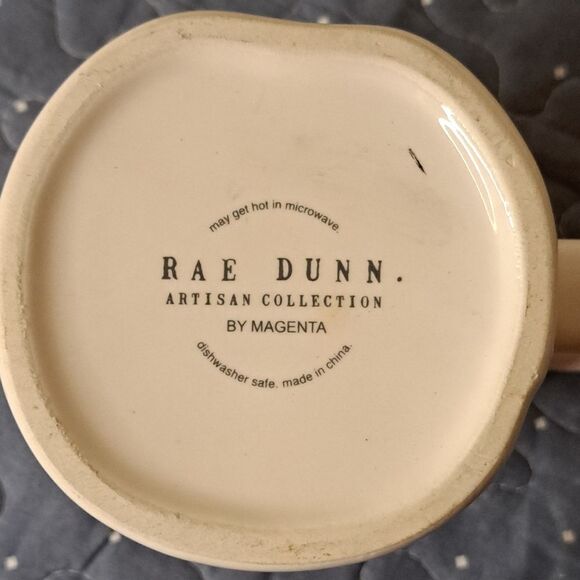 may get hot in microwave.
RAE DUNN.
ARTISAN COLLECTION
BY MAGENTA
dishwasher safe. made in china.